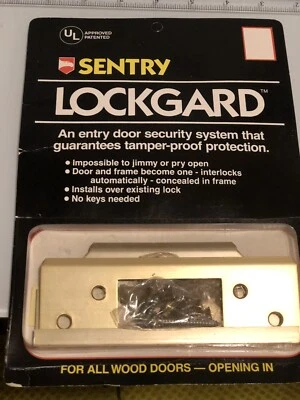 UL APPROVED
PATENTED
SENTRY
LOCKGARD™
An entry door security system that
guarantees tamper-proof protection.
• Impossible to jimmy or pry open
• Door and frame become one - interlocks
automatically - concealed in frame
• Installs over existing lock
• No keys needed
FOR ALL WOOD DOORS — OPENING IN